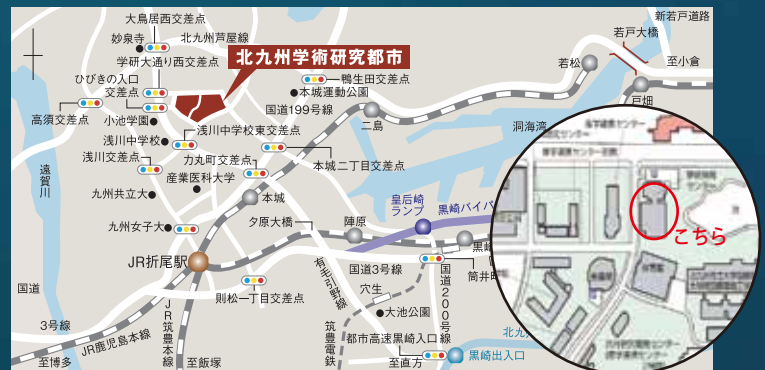 大鳥居西交差点
新若戸道路
妙泉寺
北九州芦屋線
若戸大橋
学研大通り西交差点
北九州学術研究都市
至小倉
ひびきの入口
交差点
鴨生田交差点
若松
本城運動公園
戸畑
高須交差点
小池学園
国道199号線
二島
洞海湾
浅川中学校
浅川中学校東交差点
浅川交差点
力丸町交差点
本城二丁目交差点
遠賀川
産業医科大学
九州共立大
本城
皇后崎
ランプ
黒崎バイパ
こちら
九州女子大
夕原大橋
陣原
黒崎
JR折尾駅
有毛引野線
国道3号線
筒井町
国道200号線
国道
3号線
則松一丁目交差点
穴生
大池公園
JR鹿児島本線
JR筑豊本線
筑豊電鉄
都市高速黒崎入口
北九
至博多
至飯塚
至直方
黒崎出入口